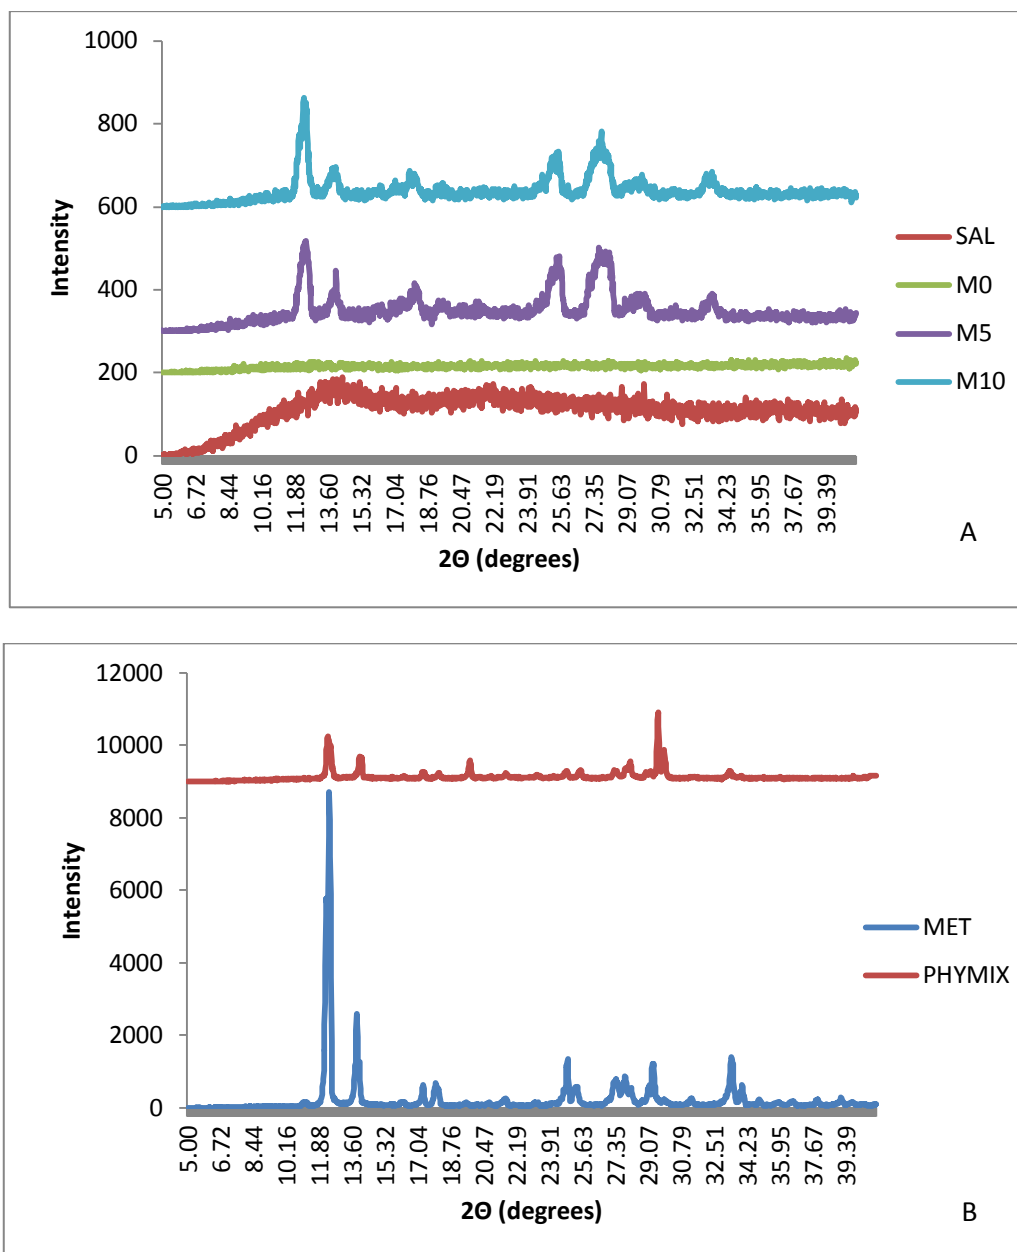 1000
800
600
400
200
0
Intensity
5.00 6.72 8.44 10.16 11.88 13.60 15.32 17.04 18.76 20.47 22.19 23.91 25.63 27.35 29.07 30.79 32.51 34.23 35.95 37.67 39.39
2Θ (degrees)
SAL
M0
M5
M10
A
12000
10000
8000
6000
4000
2000
0
Intensity
5.00 6.72 8.44 10.16 11.88 13.60 15.32 17.04 18.76 20.47 22.19 23.91 25.63 27.35 29.07 30.79 32.51 34.23 35.95 37.67 39.39
2Θ (degrees)
MET
PHYMIX
B